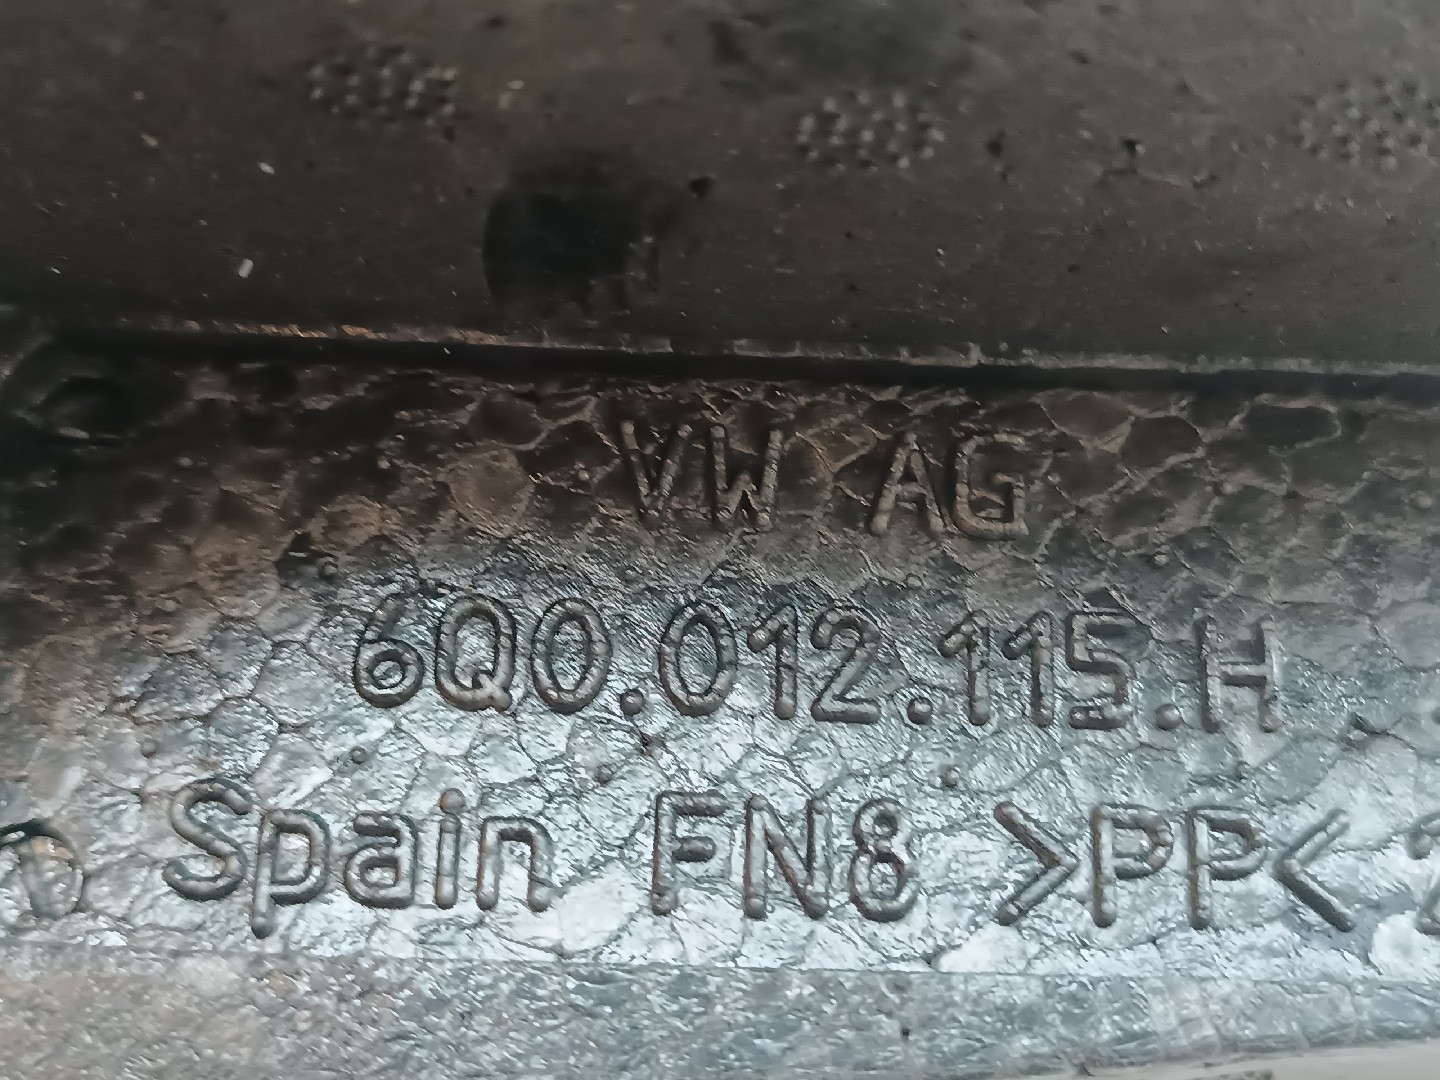 VW AG
6Q0.012.115.H
Spain FN8 >PP<